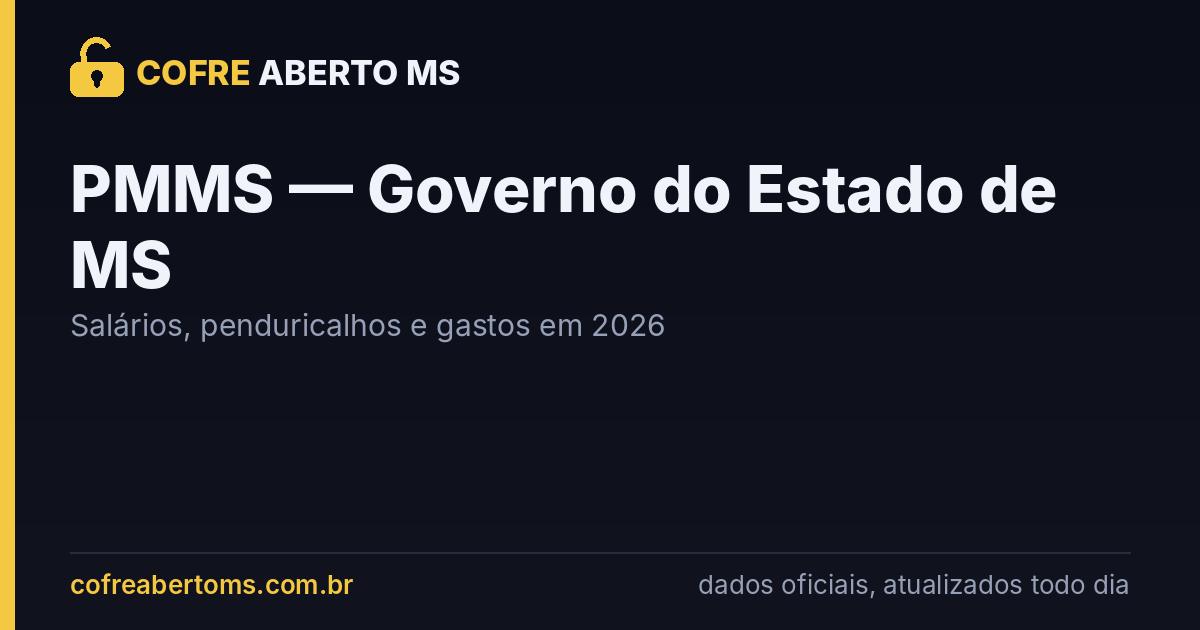 COFRE ABERTO MS
PMMS — Governo do Estado de
MS
Salários, penduricalhos e gastos em 2026
cofreabertoms.com.br
dados oficiais, atualizados todo dia